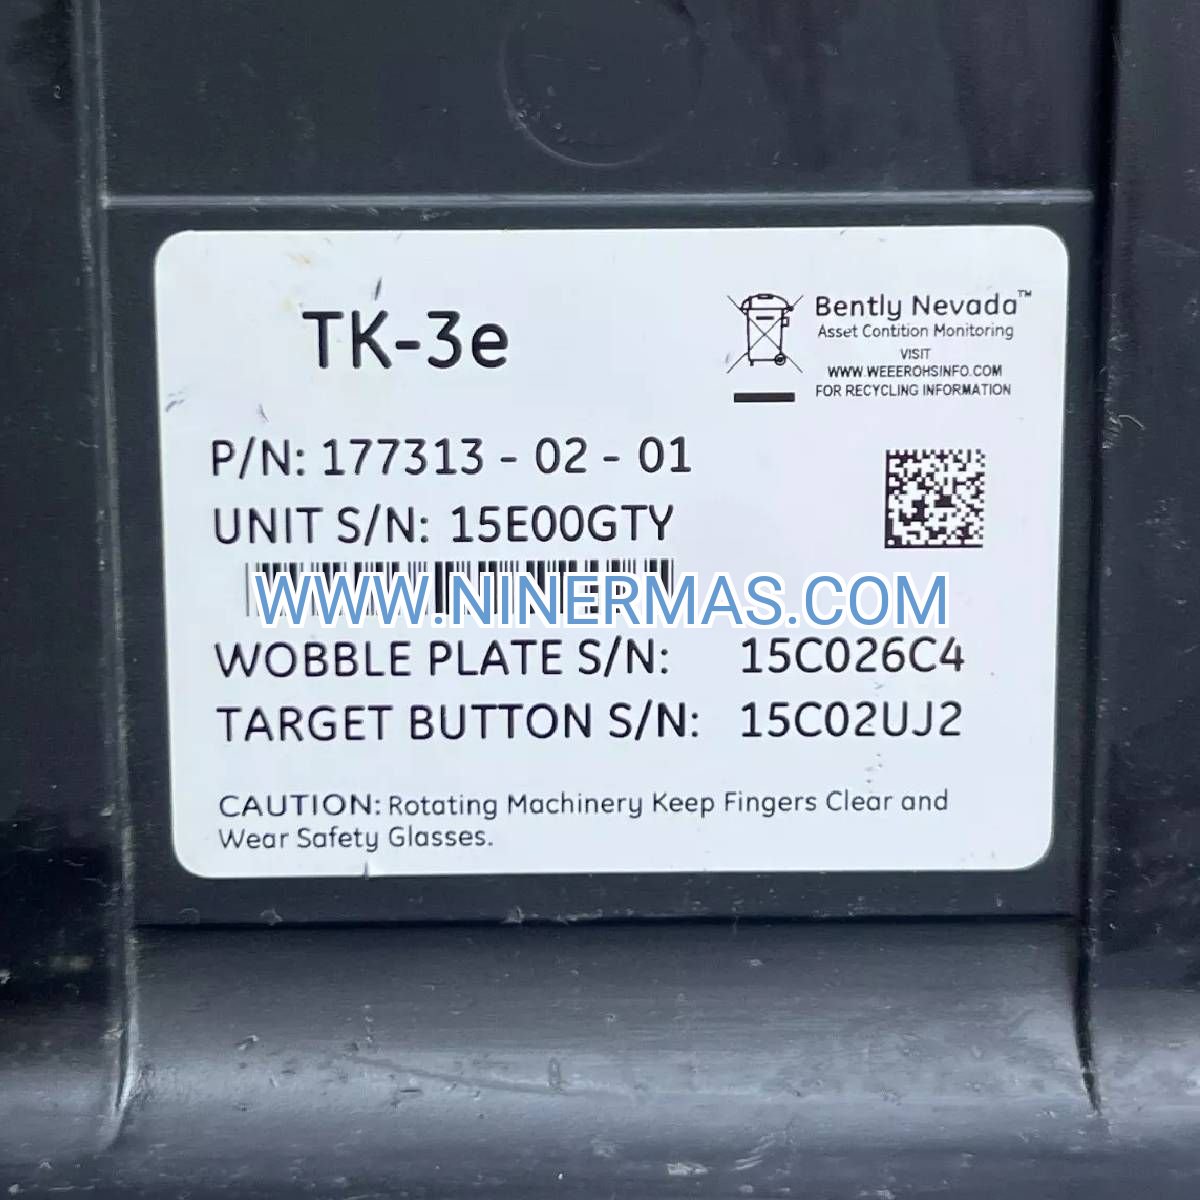 TK-3e
Bently Nevada™
Asset Contition Monitoring
VISIT
WWW.WEEEROHSINFO.COM
FOR RECYCLING INFORMATION
P/N: 177313 - 02 - 01
UNIT S/N: 15E00GTY
WWW.NINERMAS.COM
WOBBLE PLATE S/N: 15C026C4
TARGET BUTTON S/N: 15C02UJ2
CAUTION: Rotating Machinery Keep Fingers Clear and
Wear Safety Glasses.